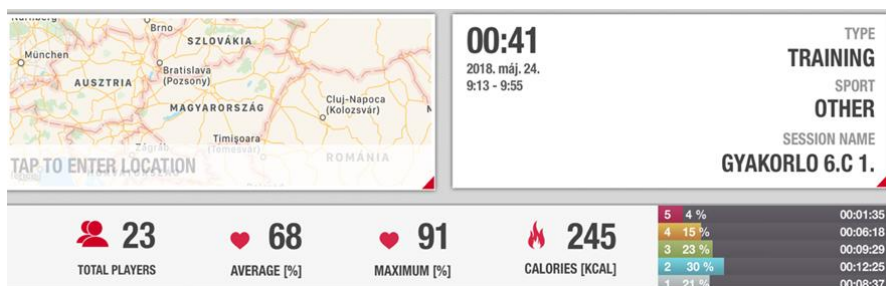 Brno
SZLOVÁKIA
München
Bratislava
(Pozsony)
AUSZTRIA
MAGYARORSZÁG
Cluj-Napoca
(Kolozsvár)
Timișoara
(Temesvár)
Zágráb
ROMÁNIA
TAP TO ENTER LOCATION
00:41
2018. máj. 24.
9:13 - 9:55
TYPE
TRAINING
SPORT
OTHER
SESSION NAME
GYAKORLO 6.C 1.
23
TOTAL PLAYERS
68
AVERAGE [%]
91
MAXIMUM [%]
245
CALORIES [KCAL]
5 4 % 00:01:35
4 15 % 00:06:18
3 23 % 00:09:29
2 30 % 00:12:25
1 21 % 00:08:37